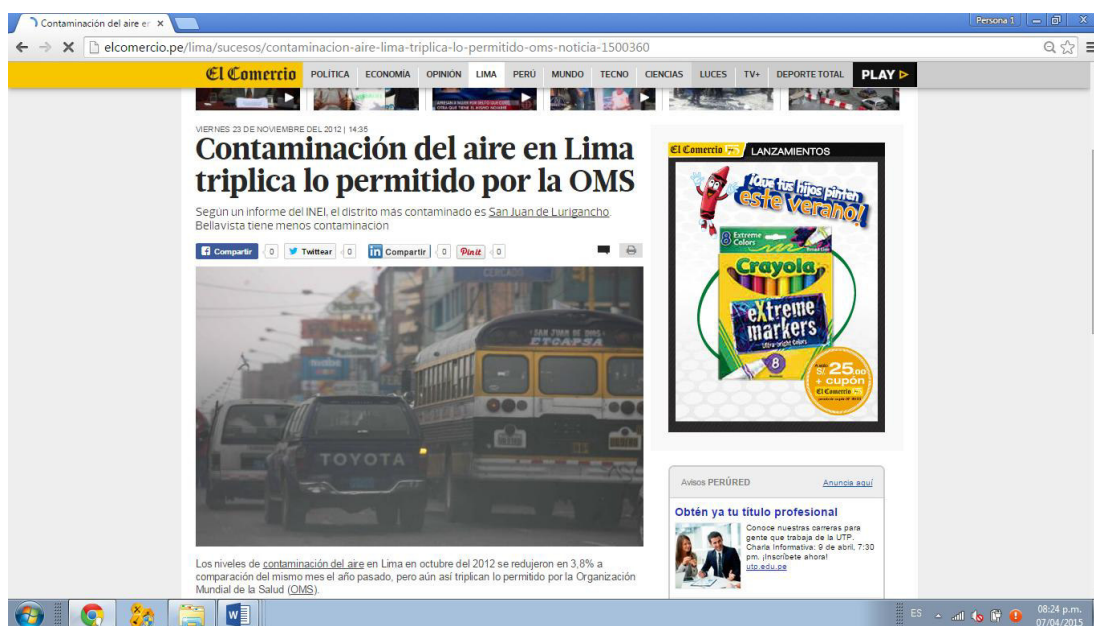 Contaminación del aire er
Persona 1
elcomercio.pe/lima/sucesos/contaminacion-aire-lima-triplica-lo-permitido-oms-noticia-1500360
El Comercio POLÍTICA ECONOMÍA OPINIÓN LIMA PERÚ MUNDO TECNO CIENCIAS LUCES TV+ DEPORTE TOTAL PLAY
VIERNES 23 DE NOVIEMBRE DEL 2012 | 14:35
Contaminación del aire en Lima
triplica lo permitido por la OMS
Según un informe del INEI, el distrito más contaminado es San Juan de Lurigancho.
Bellavista tiene menos contaminación
Compartir 0 Twittear 0 Compartir 0 Pin it 0
CERCADO
SAN JUAN DE
ETCAPSA
TOYOTA
Los niveles de contaminación del aire en Lima en octubre del 2012 se redujeron en 3,8% a
comparación del mismo mes el año pasado, pero aún así triplican lo permitido por la Organización
Mundial de la Salud (OMS).
El Comercio LANZAMIENTOS
¡Que tus hijos pinten
este verano!
8 Extreme
Colors
Crayola
eXtreme
markers
Ultra-bright Colors
8
S/. 25.00
+ cupón
El Comercio
Avisos PERÚRED Anuncia aquí
Obtén ya tu título profesional
Conoce nuestras carreras para
gente que trabaja de la UTP.
Charla Informativa: 9 de abril, 7:30
pm. ¡Inscríbete ahora!
utp.edu.pe
ES
08:24 p.m.
07/04/2015